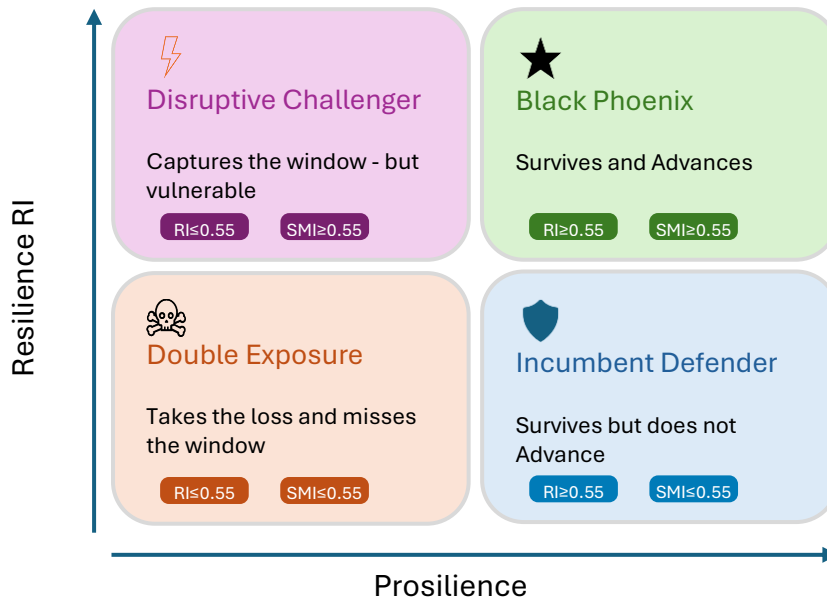 Resilience RI
Disruptive Challenger
Captures the window - but
vulnerable
RI≤0.55
SMI≥0.55
Black Phoenix
Survives and Advances
RI≥0.55
SMI≥0.55
Double Exposure
Takes the loss and misses
the window
RI≤0.55
SMI≤0.55
Incumbent Defender
Survives but does not
Advance
RI≥0.55
SMI≤0.55
Prosilience